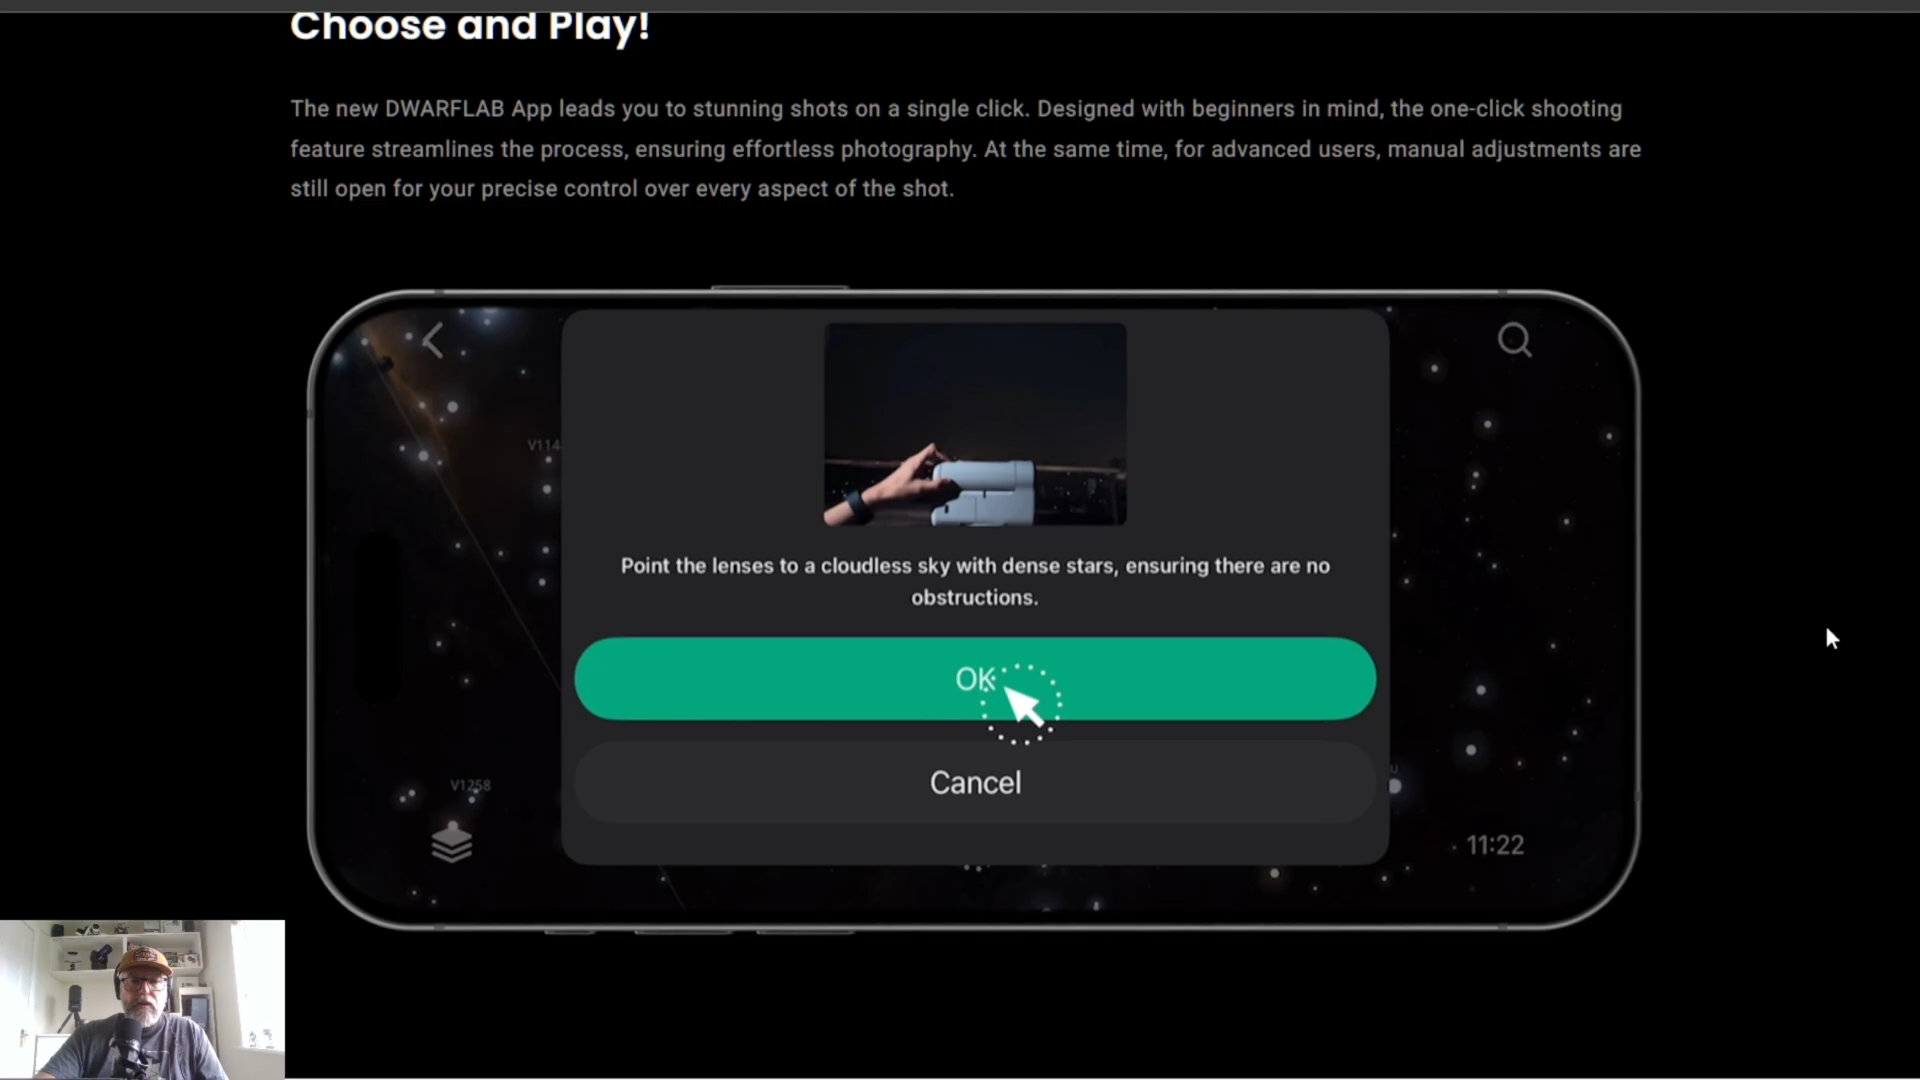 Choose and Play!
The new DWARFLAB App leads you to stunning shots on a single click. Designed with beginners in mind, the one-click shooting
feature streamlines the process, ensuring effortless photography. At the same time, for advanced users, manual adjustments are
still open for your precise control over every aspect of the shot.
V114
Point the lenses to a cloudless sky with dense stars, ensuring there are no
obstructions.
OK
Cancel
V1258
11:22